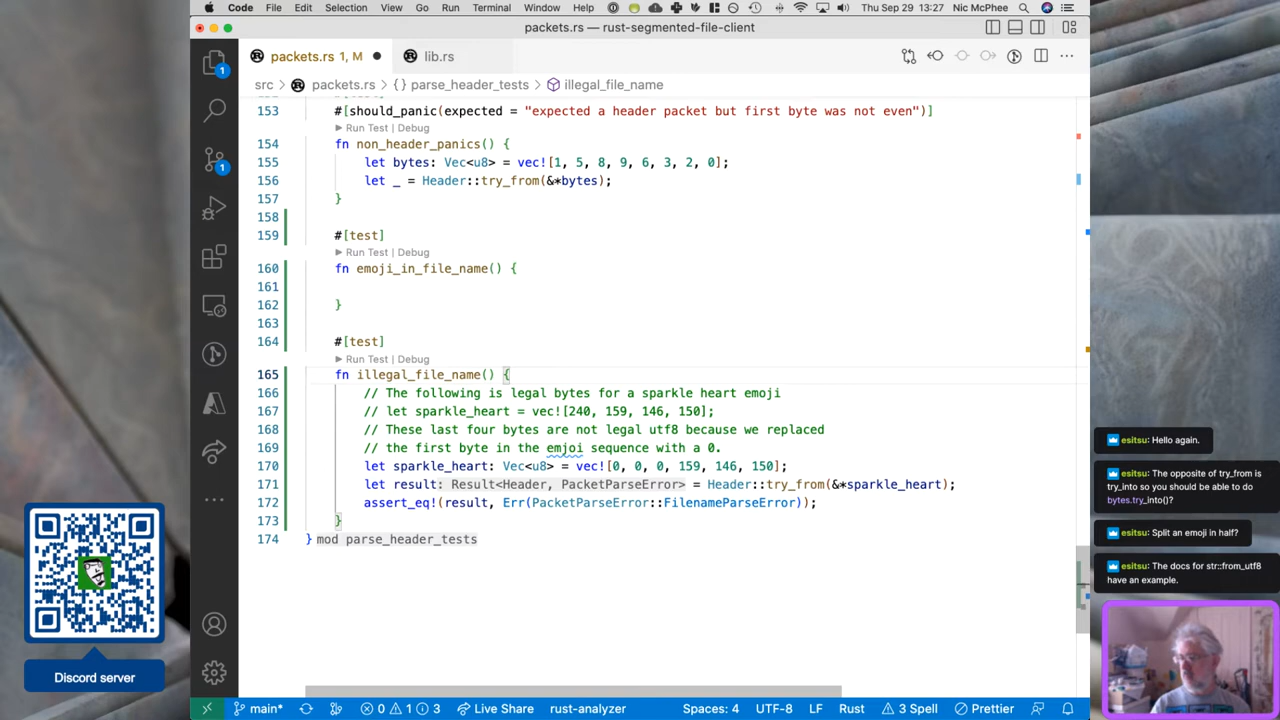 Code File Edit Selection View Go Run Terminal Window Help Thu Sep 29 13:27 Nic McPhee
packets.rs — rust-segmented-file-client
packets.rs 1, M
lib.rs
src > packets.rs > {} parse_header_tests > illegal_file_name
153 #[should_panic(expected = "expected a header packet but first byte was not even")]
▶ Run Test | Debug
154 fn non_header_panics() {
155 let bytes: Vec<u8> = vec![1, 5, 8, 9, 6, 3, 2, 0];
156 let _ = Header::try_from(&*bytes);
157 }
158
159 #[test]
▶ Run Test | Debug
160 fn emoji_in_file_name() {
161
162 }
163
164 #[test]
▶ Run Test | Debug
165 fn illegal_file_name() {
166 // The following is legal bytes for a sparkle heart emoji
167 // let sparkle_heart = vec![240, 159, 146, 150];
168 // These last four bytes are not legal utf8 because we replaced
169 // the first byte in the emjoi sequence with a 0.
170 let sparkle_heart: Vec<u8> = vec![0, 0, 0, 159, 146, 150];
171 let result: Result<Header, PacketParseError> = Header::try_from(&*sparkle_heart);
172 assert_eq!(result, Err(PacketParseError::FilenameParseError));
173 }
174 } mod parse_header_tests
1
1
esitsu: Hello again.
esitsu: The opposite of try_from is
try_into so you should be able to do
bytes.try_into()?
esitsu: Split an emoji in half?
esitsu: The docs for str::from_utf8
have an example.
Discord server
main* 0 1 3 Live Share rust-analyzer Spaces: 4 UTF-8 LF Rust 3 Spell Prettier